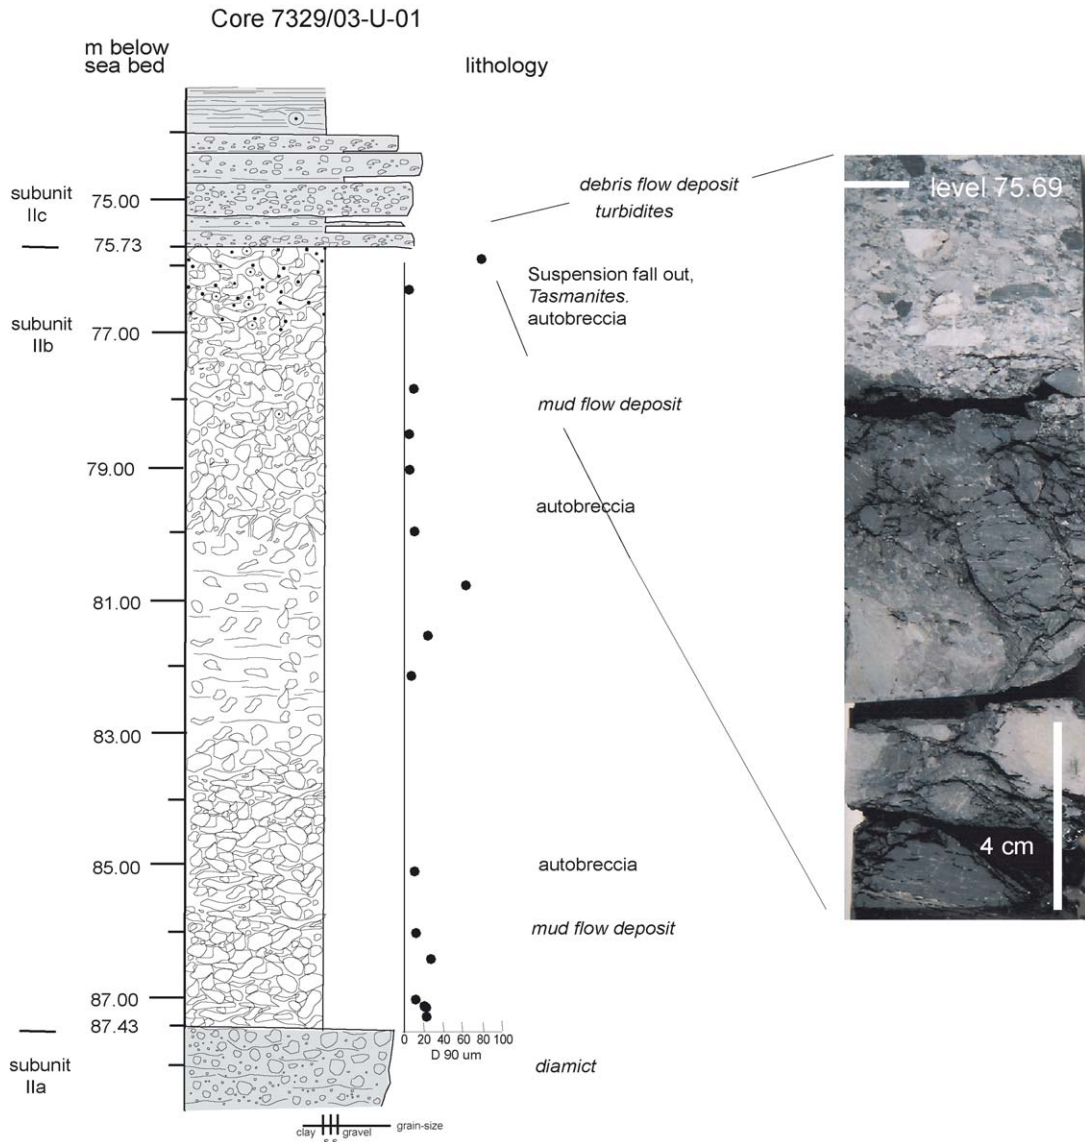 Core 7329/03-U-01
m below
sea bed
lithology
debris flow deposit
turbidites
level 75.69
subunit
IIc
75.00
75.73
Suspension fall out,
Tasmanites.
autobreccia
subunit
IIb
77.00
mud flow deposit
79.00
autobreccia
81.00
83.00
85.00
autobreccia
4 cm
mud flow deposit
87.00
87.43
0 20 40 60 80 100
D 90 um
subunit
IIa
diamict
clay gravel grain-size